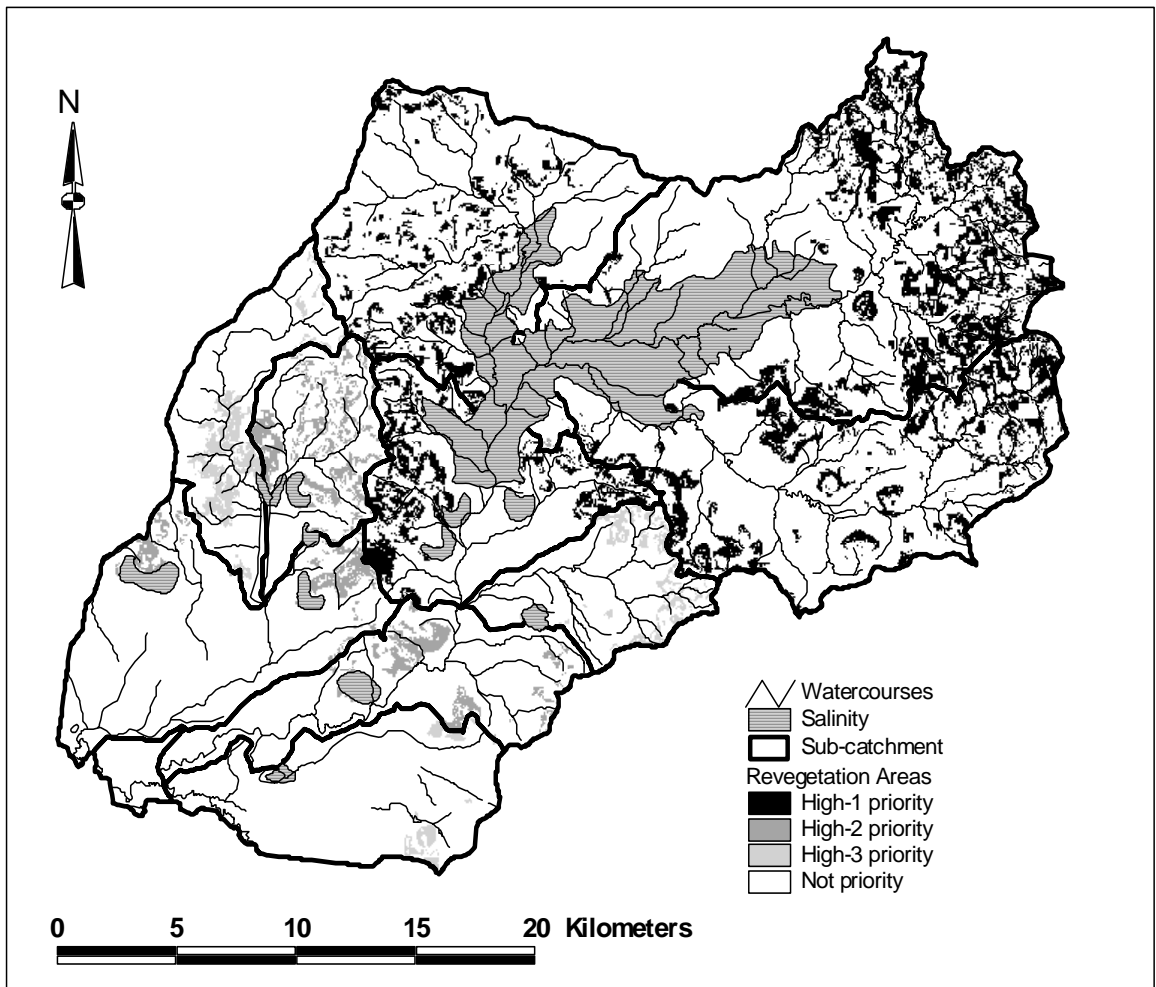 N
Watercourses
Salinity
Sub-catchment
Revegetation Areas
High-1 priority
High-2 priority
High-3 priority
Not priority
0 5 10 15 20 Kilometers